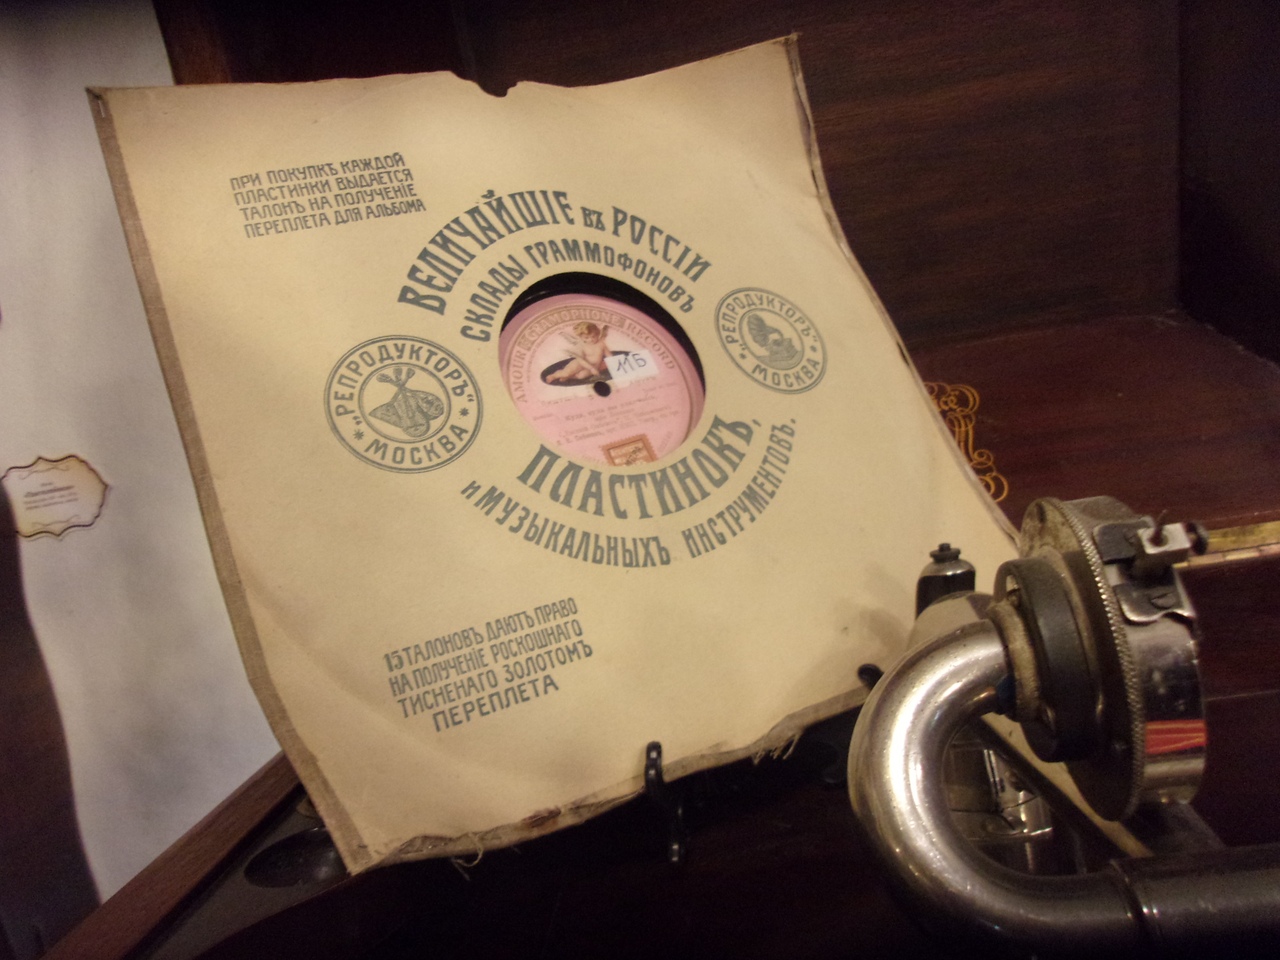 ПРИ ПОКУПКѢ КАЖДОЙ
ПЛАСТИНКИ ВЫДАЕТСЯ
ТАЛОНЪ НА ПОЛУЧЕНІЕ
ПЕРЕПЛЕТА ДЛЯ АЛЬБОМА
ВЕЛИЧАЙШІЕ ВЪ РОССІИ
СКЛАДЫ ГРАММОФОНОВЪ
„РЕПРОДУКТОРЪ“
МОСКВА
AMOUR GRAMOPHONE RECORD
11Б
„РЕПРОДУКТОРЪ“
МОСКВА
ПЛАСТИНОКЪ,
И МУЗЫКАЛЬНЫХЪ ИНСТРУМЕНТОВЪ.
15 ТАЛОНОВЪ ДАЮТЪ ПРАВО
НА ПОЛУЧЕНІЕ РОСКОШНАГО
ТИСНЕНАГО ЗОЛОТОМЪ
ПЕРЕПЛЕТА